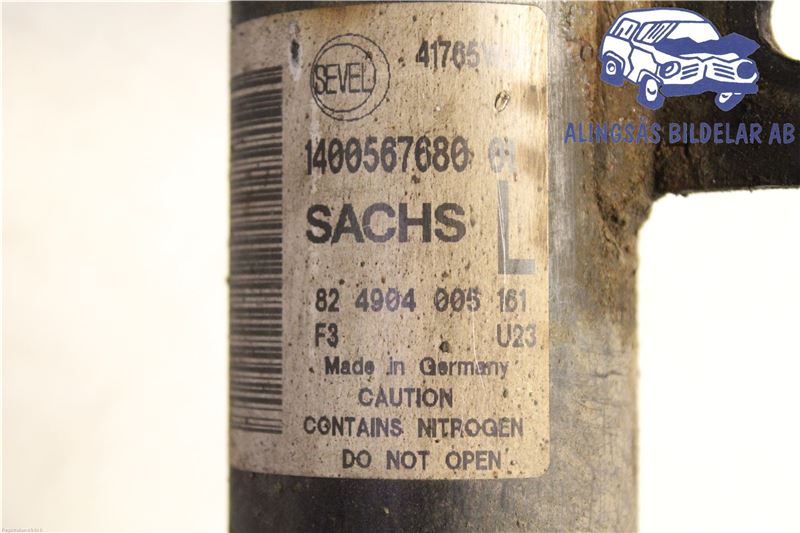 SEVEL
1400567680
SACHS L
82 4904 005 161
F3 U23
Made in Germany
CAUTION
CONTAINS NITROGEN
DO NOT OPEN
ALINGSÅS BILDELAR AB